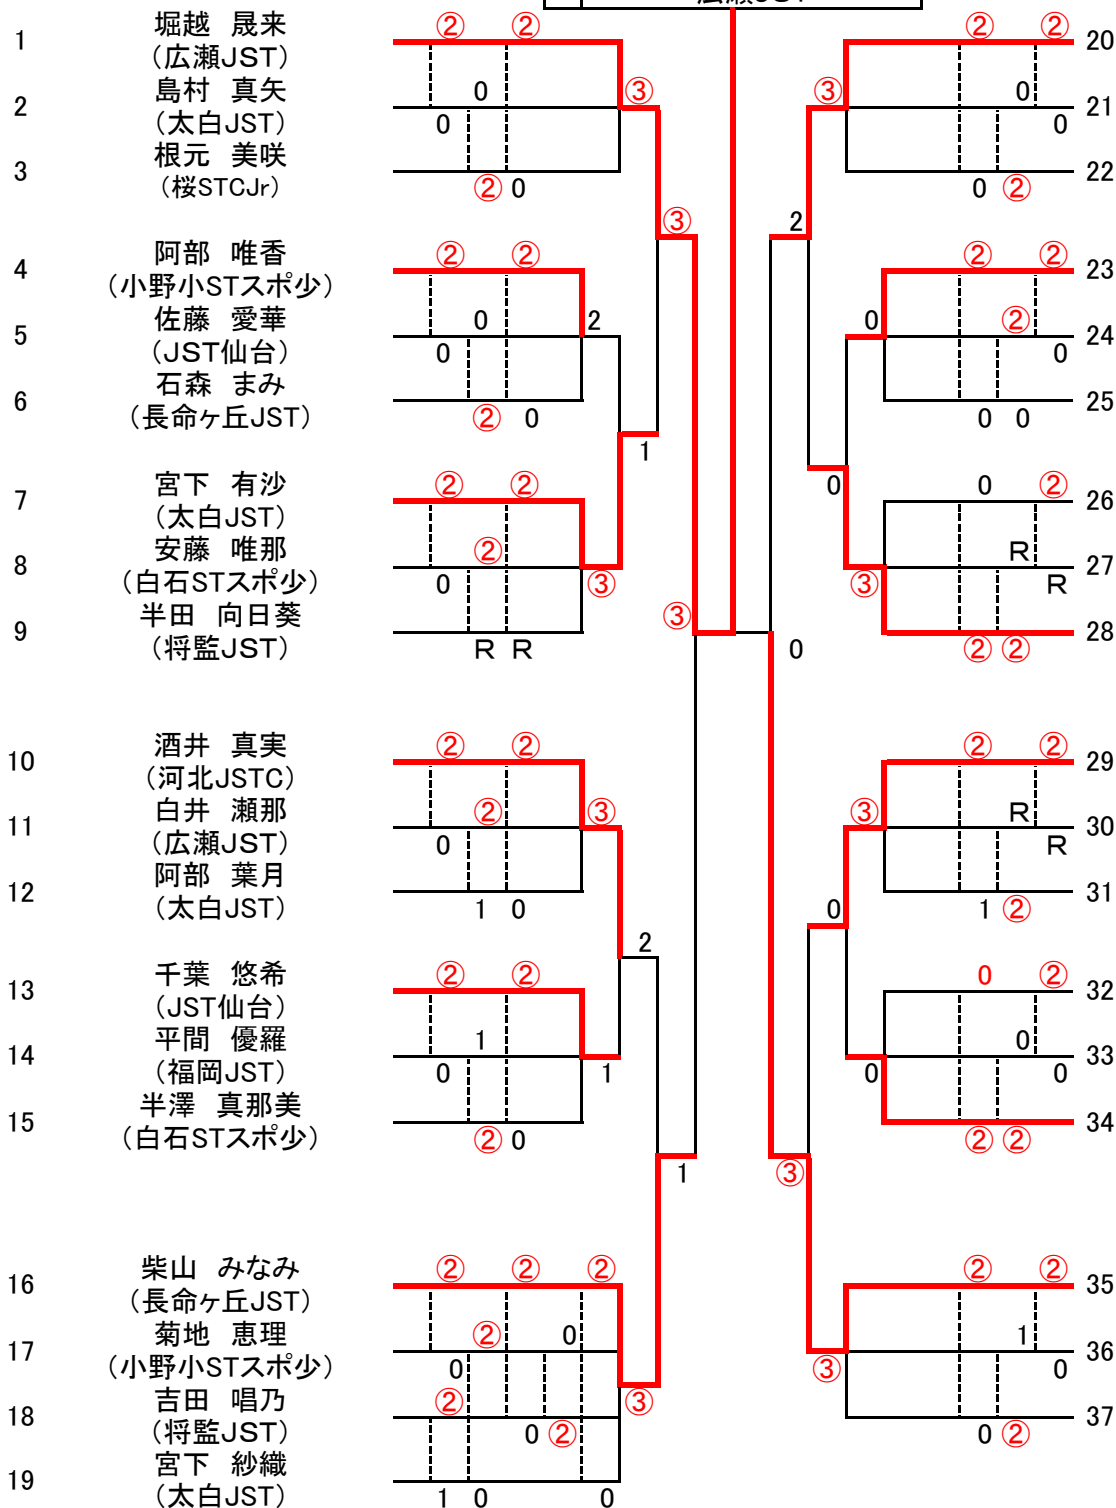 広瀬JST
1 堀越 晟来 ② ② ② ② 20
(広瀬JST)
2 島村 真矢 0 ③ ③ 0 21
(太白JST) 0 0
3 根元 美咲 22
(桜STCJr) ② 0 0 ②
③ 2
4 阿部 唯香 ② ② ② ② 23
(小野小STスポ少)
5 佐藤 愛華 0 2 0 ② 24
(JST仙台) 0 0
6 石森 まみ 25
(長命ヶ丘JST) ② 0 0 0
1
7 宮下 有沙 ② ② 0 0 ② 26
(太白JST)
8 安藤 唯那 ② R 27
(白石STスポ少) 0 ③ ③ R
9 半田 向日葵 ③ 28
(将監JST) R R 0 ② ②
10 酒井 真実 ② ② ② ② 29
(河北JSTC)
11 白井 瀬那 ② ③ ③ R 30
(広瀬JST) 0 R
12 阿部 葉月 31
(太白JST) 1 0 0 1 ②
2
13 千葉 悠希 ② ② 0 ② 32
(JST仙台)
14 平間 優羅 1 0 33
(福岡JST) 0 1 0 0
15 半澤 真那美 34
(白石STスポ少) ② 0 ② ②
1 ③
16 柴山 みなみ ② ② ② ② ② 35
(長命ヶ丘JST)
17 菊地 恵理 ② 0 1 36
(小野小STスポ少) 0 ③ 0
18 吉田 唱乃 ② ③ 37
(将監JST) 0 ② 0 ②
19 宮下 紗織
(太白JST) 1 0 0